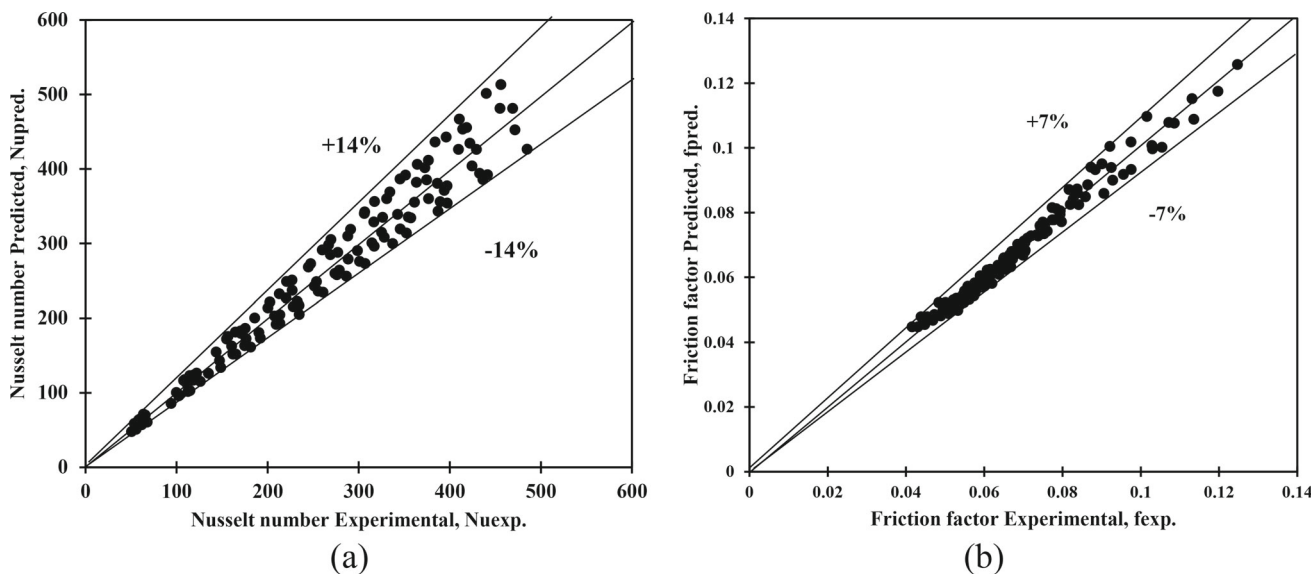 600
500
400
300
200
100
0
0 100 200 300 400 500 600
Nusselt number Predicted, Nupred.
Nusselt number Experimental, Nuexp.
+14%
-14%
(a)
0.14
0.12
0.1
0.08
0.06
0.04
0.02
0
0 0.02 0.04 0.06 0.08 0.1 0.12 0.14
Friction factor Predicted, fpred.
Friction factor Experimental, fexp.
+7%
-7%
(b)